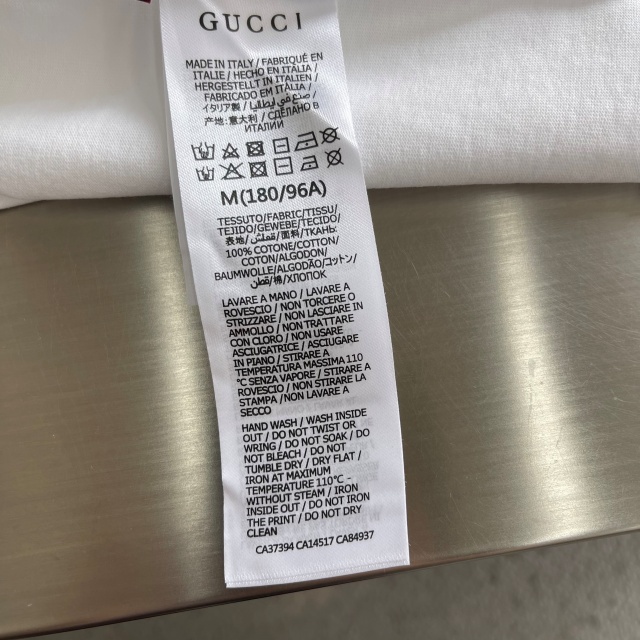 GUCCI
MADE IN ITALY / FABRIQUÉ EN
ITALIE / HECHO EN ITALIA /
HERGESTELLT IN ITALIEN /
FABRICADO EM ITÁLIA /
イタリア製 / صنع في إيطاليا /
产地: 意大利 / СДЕЛАНО В
ИТАЛИИ
M(180/96A)
TESSUTO/FABRIC/TISSU/
TEJIDO/GEWEBE/TECIDO/
表地/قماش/面料/ТКАНЬ:
100% COTONE/COTTON/
COTON/ALGODON/
BAUMWOLLE/ALGODÃO/コットン/
قطن/棉/ХЛОПОК
LAVARE A MANO / LAVARE A
ROVESCIO / NON TORCERE O
STRIZZARE / NON LASCIARE IN
AMMOLLO / NON TRATTARE
CON CLORO / NON USARE
ASCIUGATRICE / ASCIUGARE
IN PIANO / STIRARE A
TEMPERATURA MASSIMA 110
°C SENZA VAPORE / STIRARE A
ROVESCIO / NON STIRARE LA
STAMPA /NON LAVARE A
SECCO
HAND WASH / WASH INSIDE
OUT / DO NOT TWIST OR
WRING / DO NOT SOAK / DO
NOT BLEACH / DO NOT
TUMBLE DRY / DRY FLAT /
IRON AT MAXIMUM
TEMPERATURE 110°C –
WITHOUT STEAM / IRON
INSIDE OUT / DO NOT IRON
THE PRINT / DO NOT DRY
CLEAN
CA37394 CA14517 CA84937